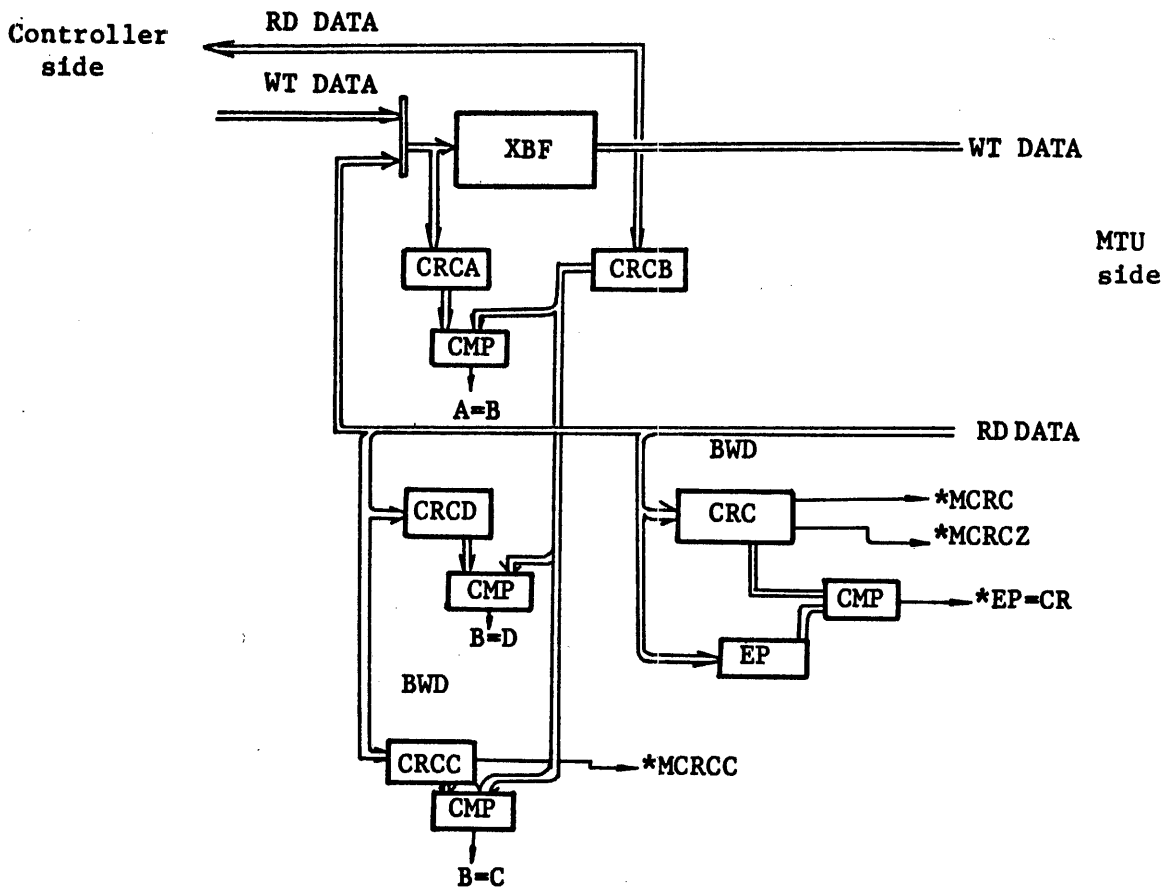 RD DATA
Controller
side
WT DATA
XBF
WT DATA
MTU
side
CRCA
CRCB
CMP
A=B
RD DATA
BWD
CRCD
CRC
*MCRC
*MCRCZ
CMP
B=D
CMP
*EP=CR
EP
BWD
CRCC
*MCRCC
CMP
B=C